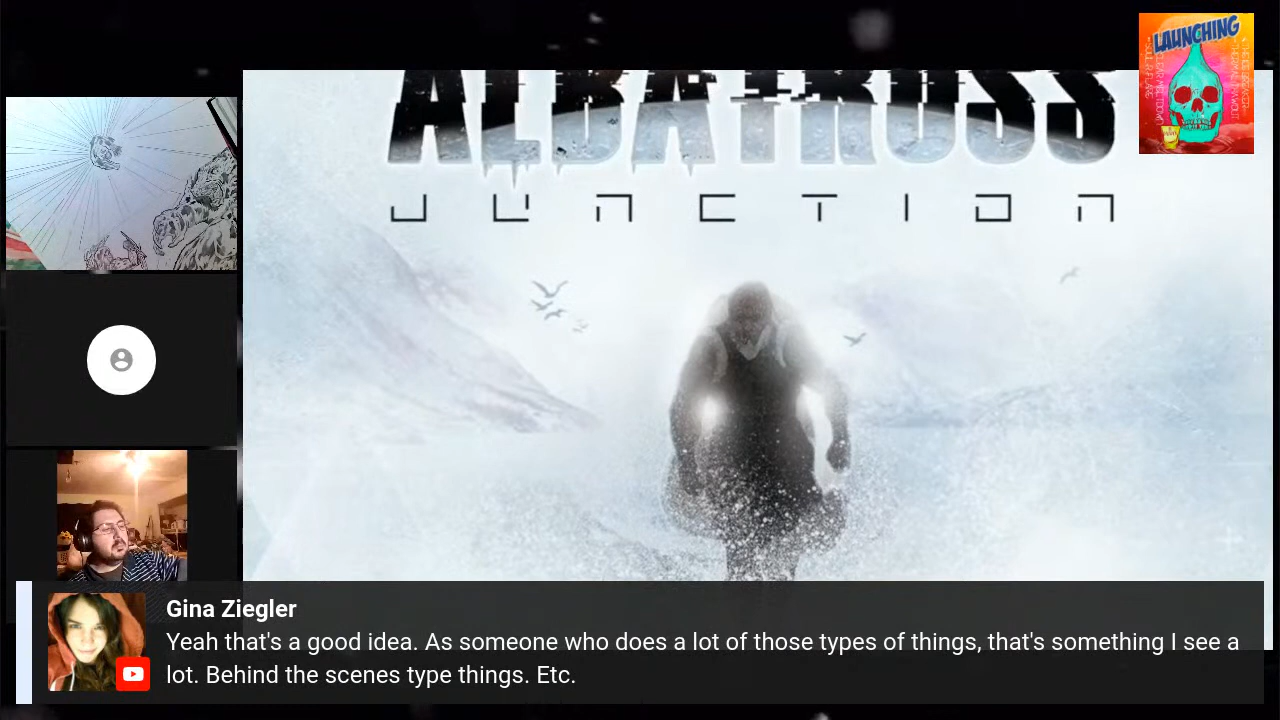 LAUNCHING
ALBATROSS
JUNCTION
Gina Ziegler
Yeah that's a good idea. As someone who does a lot of those types of things, that's something I see a
lot. Behind the scenes type things. Etc.